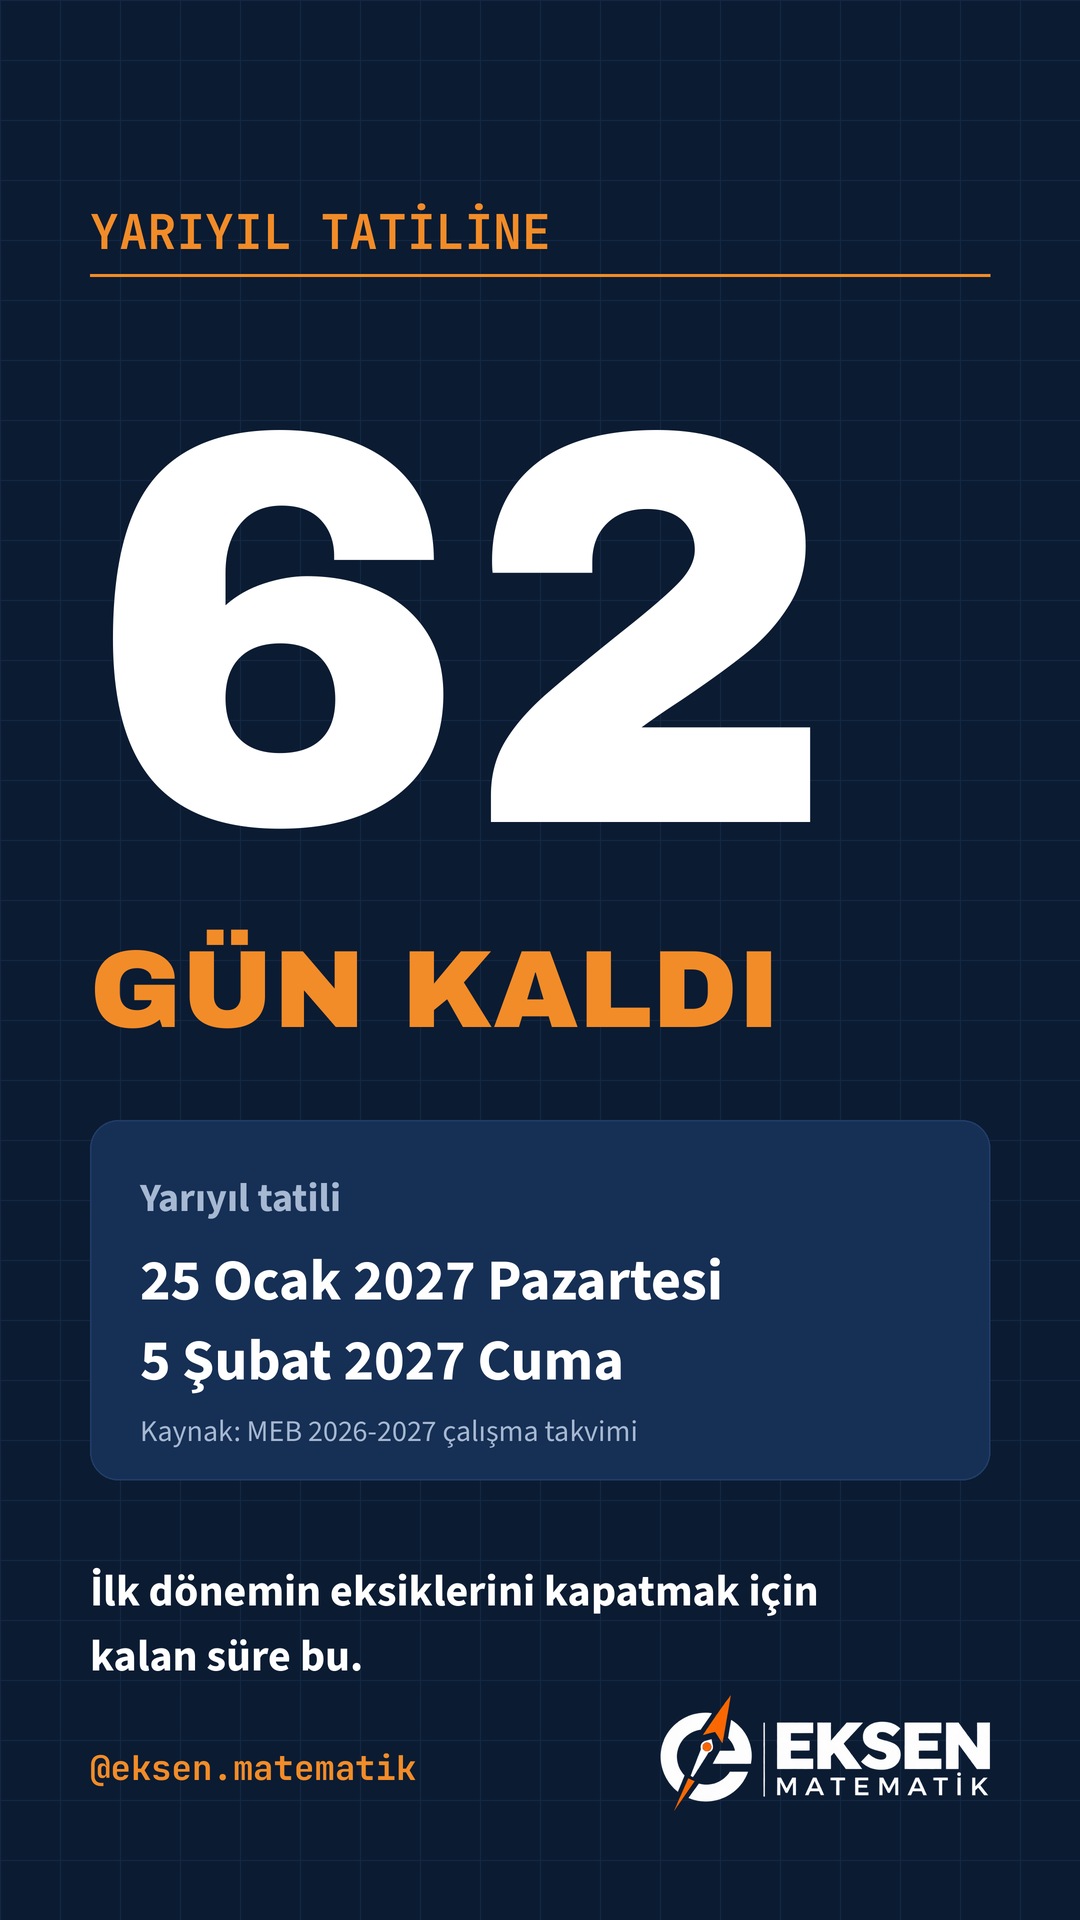 YARIYIL TATİLİNE
62
GÜN KALDI
Yarıyıl tatili
25 Ocak 2027 Pazartesi
5 Şubat 2027 Cuma
Kaynak: MEB 2026-2027 çalışma takvimi
İlk dönemin eksiklerini kapatmak için
kalan süre bu.
@eksen.matematik
EKSEN
MATEMATİK